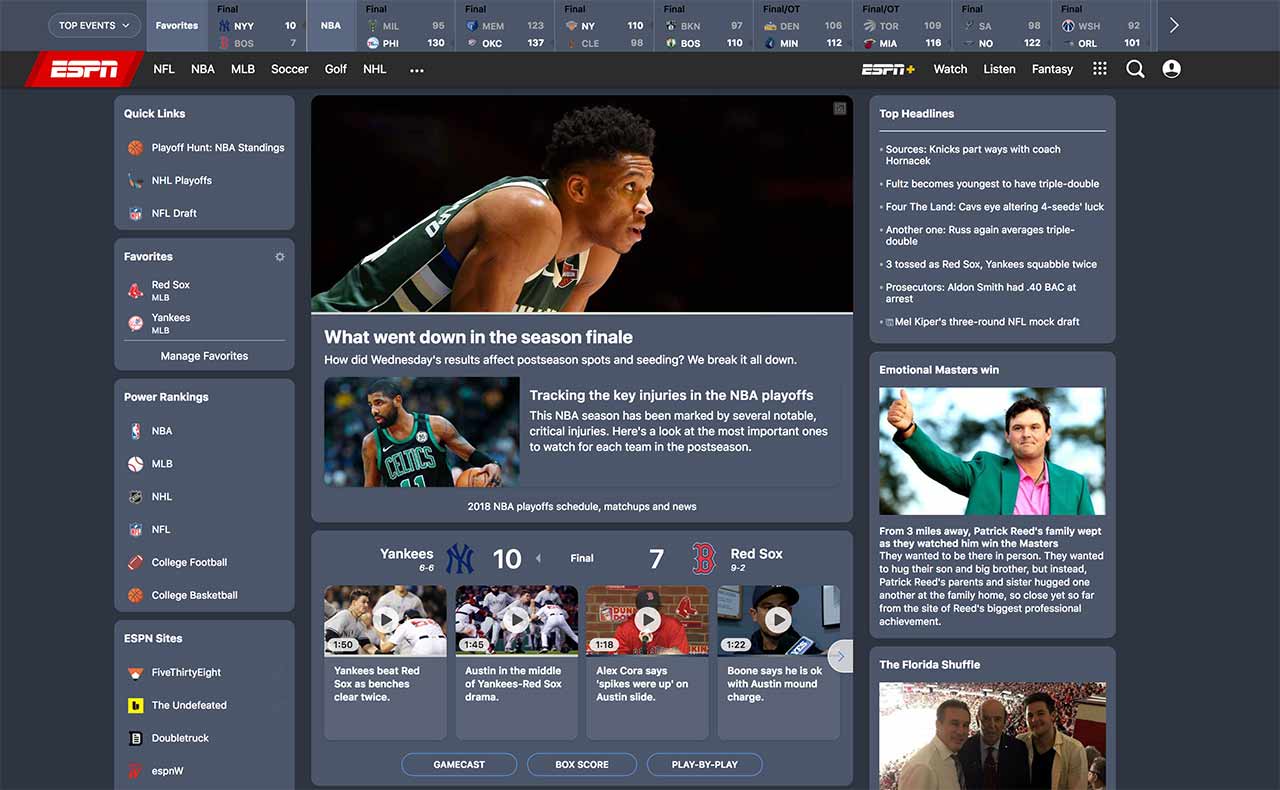 TOP EVENTS
Favorites
Final
NYY 10
BOS 7
NBA
Final
MIL 95
PHI 130
Final
MEM 123
OKC 137
Final
NY 110
CLE 98
Final
BKN 97
BOS 110
Final/OT
DEN 106
MIN 112
Final/OT
TOR 109
MIA 116
Final
SA 98
NO 122
Final
WSH 92
ORL 101
ESPN
NFL NBA MLB Soccer Golf NHL ...
ESPN+ Watch Listen Fantasy
Quick Links
Playoff Hunt: NBA Standings
NHL Playoffs
NFL Draft
Favorites
Red Sox
MLB
Yankees
MLB
Manage Favorites
Power Rankings
NBA
MLB
NHL
NFL
College Football
College Basketball
ESPN Sites
FiveThirtyEight
The Undefeated
Doubletruck
espnW
What went down in the season finale
How did Wednesday's results affect postseason spots and seeding? We break it all down.
CELTICS
11
Tracking the key injuries in the NBA playoffs
This NBA season has been marked by several notable,
critical injuries. Here's a look at the most important ones
to watch for each team in the postseason.
2018 NBA playoffs schedule, matchups and news
Yankees
6-6
10
Final
7
Red Sox
9-2
1:50
Yankees beat Red
Sox as benches
clear twice.
1:45
Austin in the middle
of Yankees-Red Sox
drama.
1:18
Alex Cora says
'spikes were up' on
Austin slide.
1:22
Boone says he is ok
with Austin mound
charge.
GAMECAST
BOX SCORE
PLAY-BY-PLAY
Top Headlines
Sources: Knicks part ways with coach
Hornacek
Fultz becomes youngest to have triple-double
Four The Land: Cavs eye altering 4-seeds' luck
Another one: Russ again averages triple-
double
3 tossed as Red Sox, Yankees squabble twice
Prosecutors: Aldon Smith had .40 BAC at
arrest
Mel Kiper's three-round NFL mock draft
Emotional Masters win
From 3 miles away, Patrick Reed's family wept
as they watched him win the Masters
They wanted to be there in person. They wanted
to hug their son and big brother, but instead,
Patrick Reed's parents and sister hugged one
another at the family home, so close yet so far
from the site of Reed's biggest professional
achievement.
The Florida Shuffle